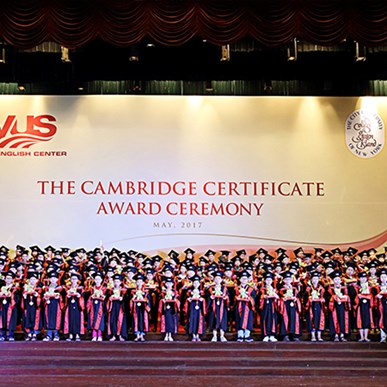 VUS
ENGLISH CENTER
THE CITY UNIVERSITY
OF NEW YORK
THE CAMBRIDGE CERTIFICATE
AWARD CEREMONY
MAY, 2017